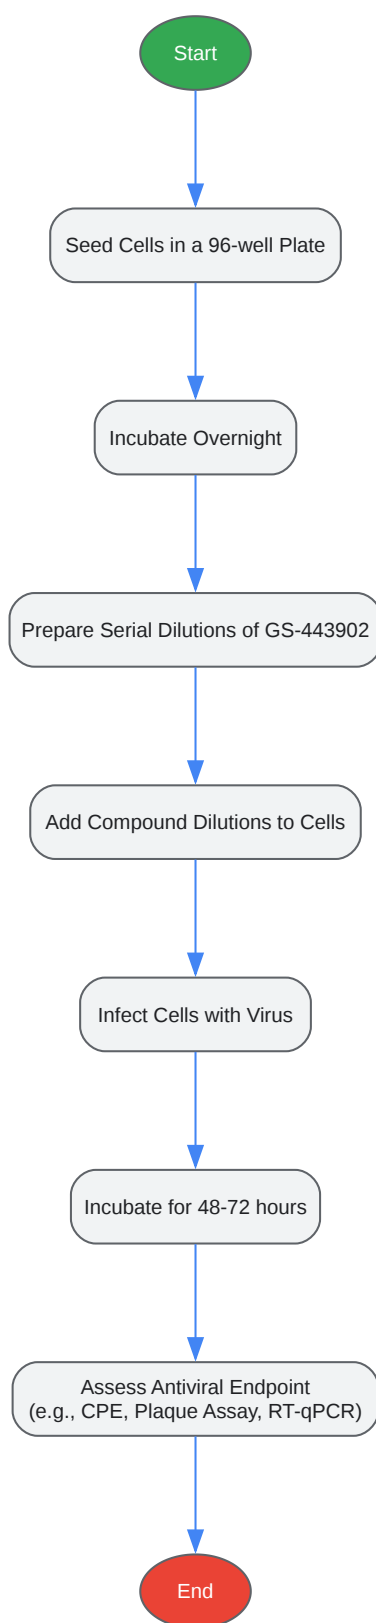 Start
Seed Cells in a 96-well Plate
Incubate Overnight
Prepare Serial Dilutions of GS-443902
Add Compound Dilutions to Cells
Infect Cells with Virus
Incubate for 48-72 hours
Assess Antiviral Endpoint
(e.g., CPE, Plaque Assay, RT-qPCR)
End